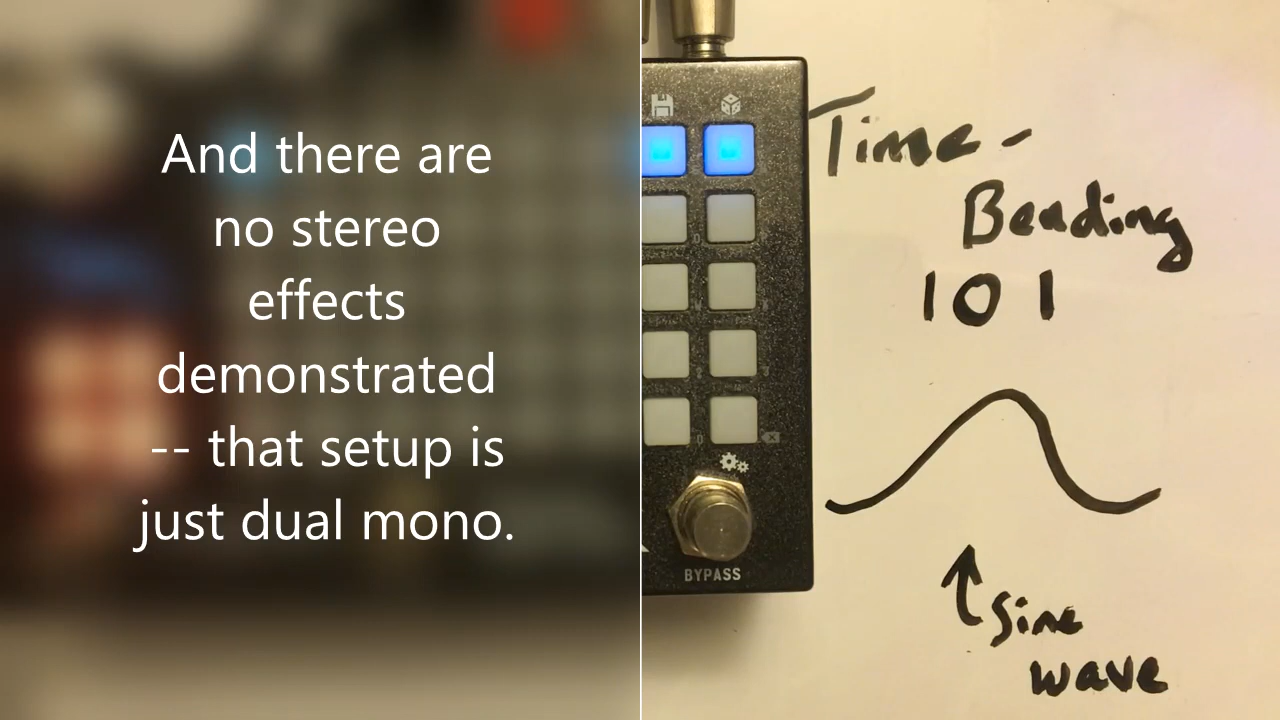 And there are
no stereo
effects
demonstrated
-- that setup is
just dual mono.
Time-
Bending
101
BYPASS
Sine
wave